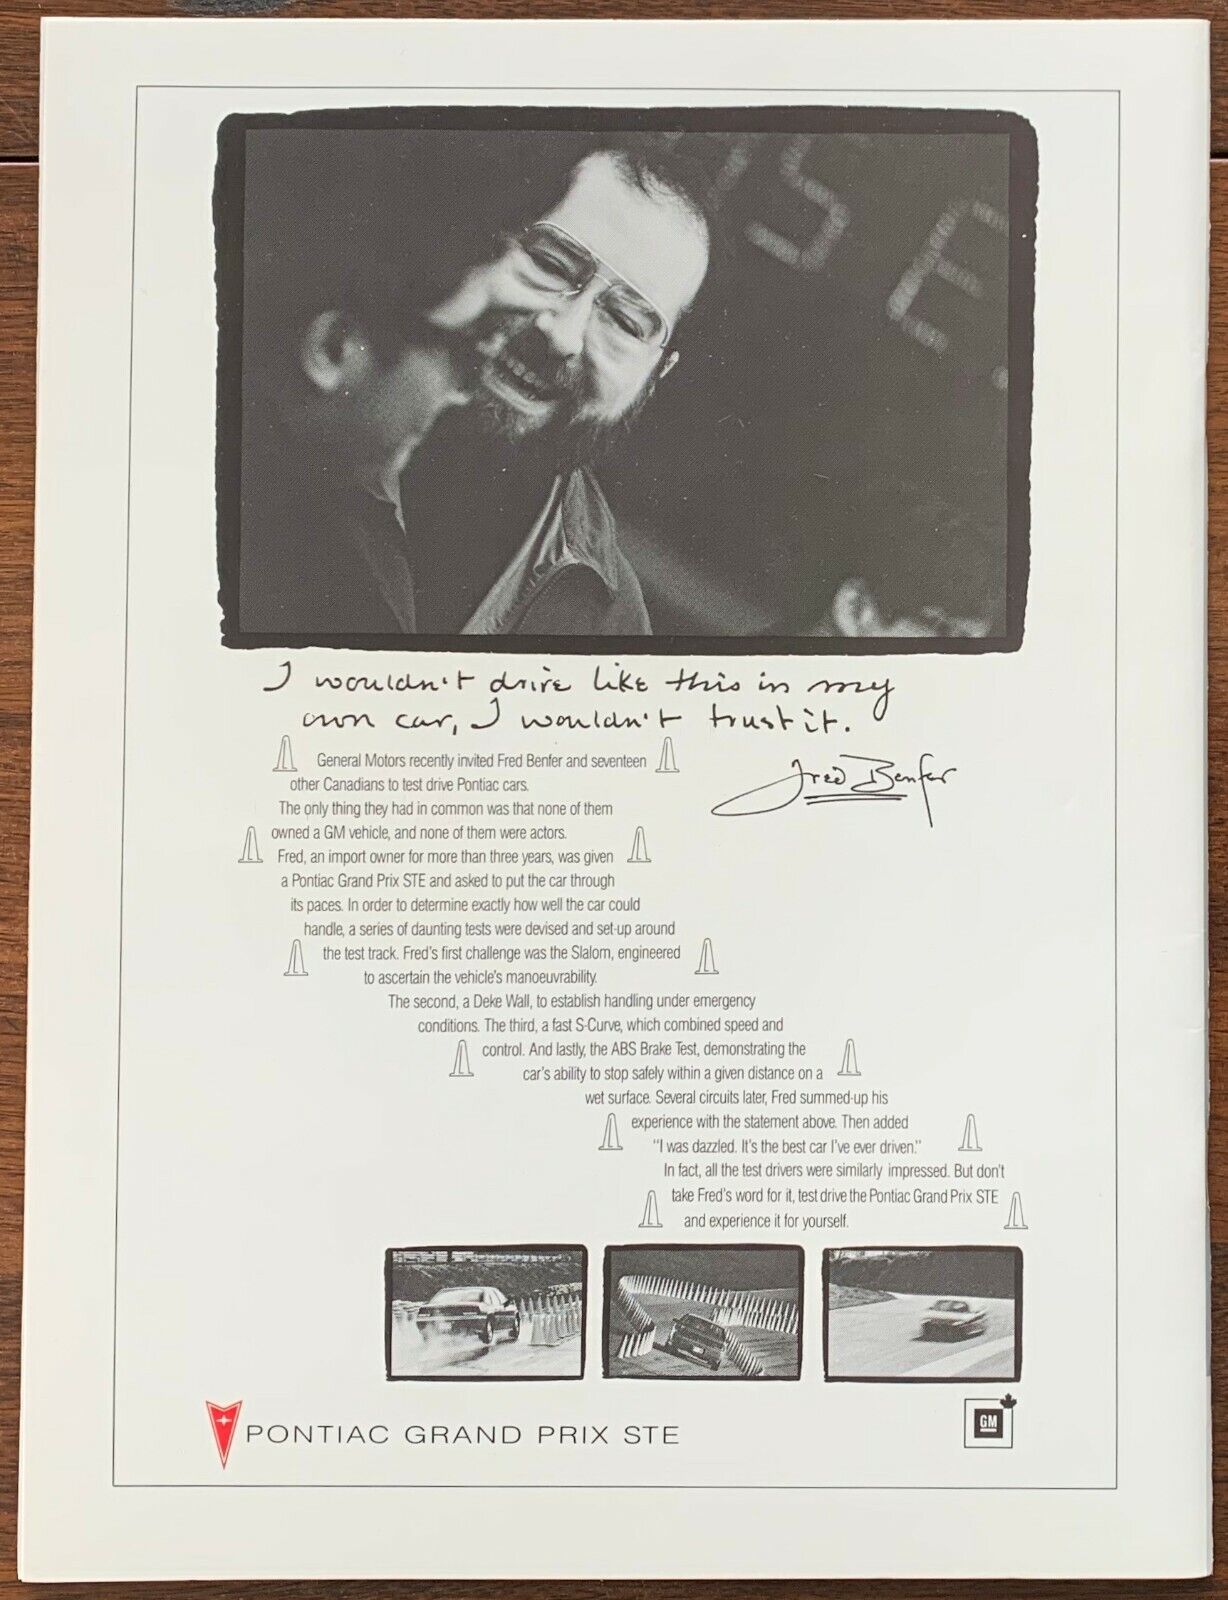 'S
F
I wouldn't drive like this in my
own car, I wouldn't trust it.
Fred Benfer
General Motors recently invited Fred Benfer and seventeen
other Canadians to test drive Pontiac cars.
The only thing they had in common was that none of them
owned a GM vehicle, and none of them were actors.
Fred, an import owner for more than three years, was given
a Pontiac Grand Prix STE and asked to put the car through
its paces. In order to determine exactly how well the car could
handle, a series of daunting tests were devised and set-up around
the test track. Fred's first challenge was the Slalom, engineered
to ascertain the vehicle's manoeuvrability.
The second, a Deke Wall, to establish handling under emergency
conditions. The third, a fast S-Curve, which combined speed and
control. And lastly, the ABS Brake Test, demonstrating the
car's ability to stop safely within a given distance on a
wet surface. Several circuits later, Fred summed-up his
experience with the statement above. Then added
"I was dazzled. It's the best car I've ever driven."
In fact, all the test drivers were similarly impressed. But don't
take Fred's word for it, test drive the Pontiac Grand Prix STE
and experience it for yourself.
PONTIAC GRAND PRIX STE
GM